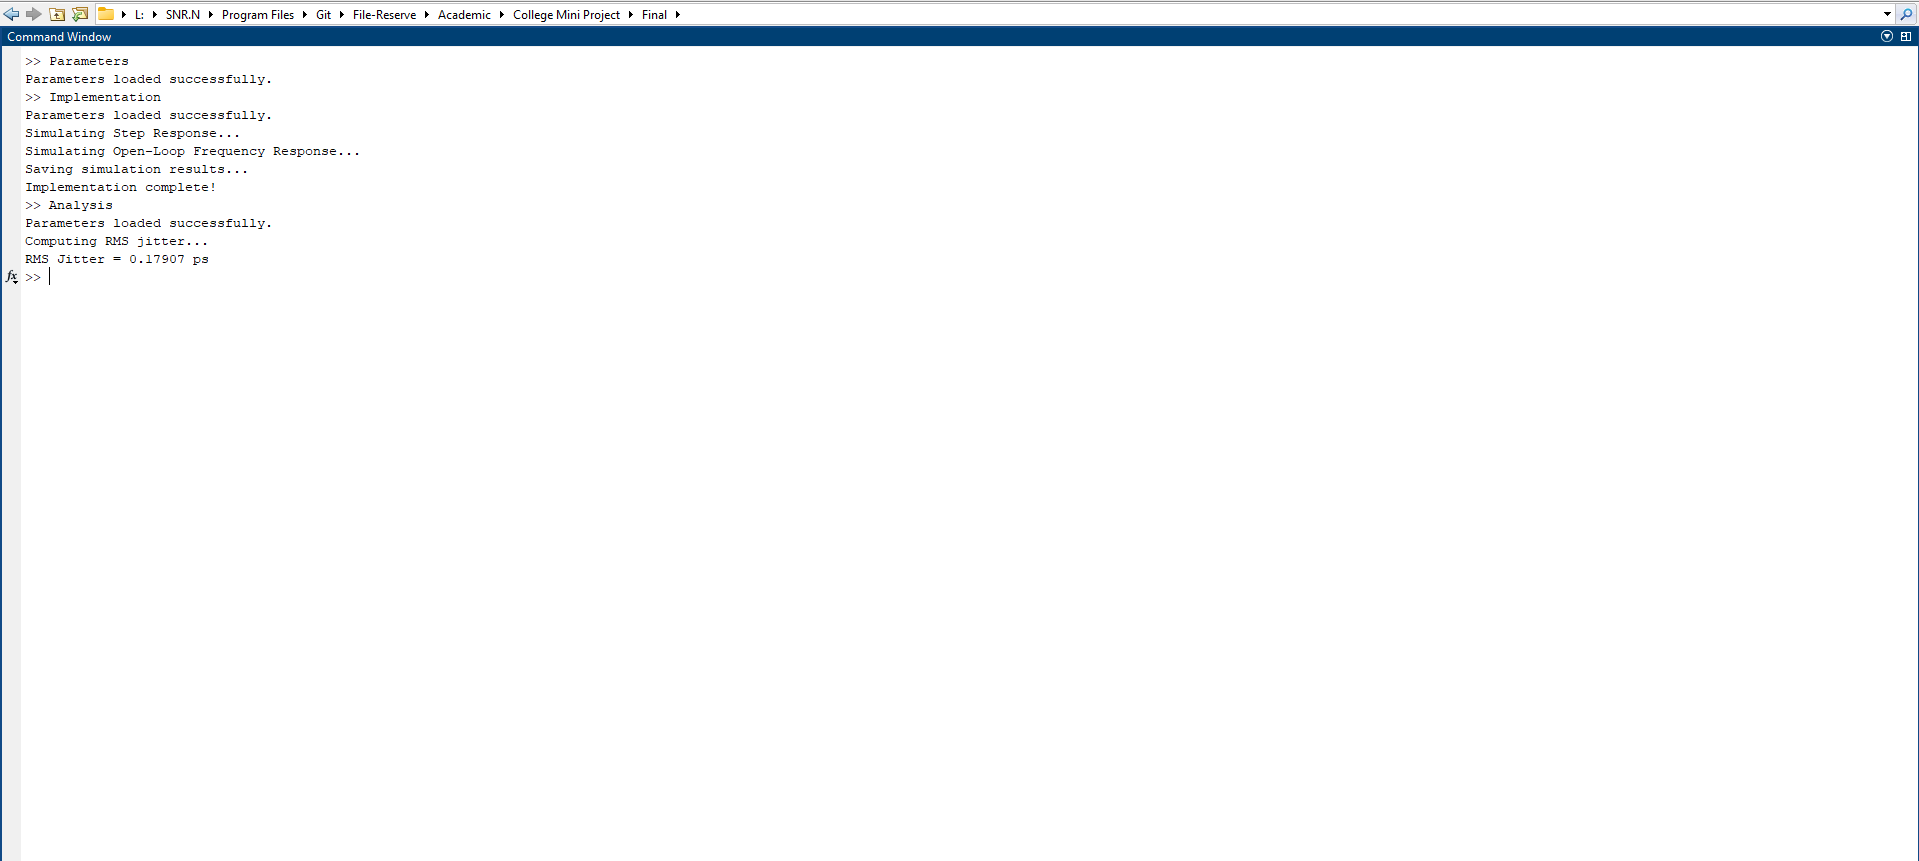 L: SNR.N Program Files Git File-Reserve Academic College Mini Project Final
Command Window
>> Parameters
Parameters loaded successfully.
>> Implementation
Parameters loaded successfully.
Simulating Step Response...
Simulating Open-Loop Frequency Response...
Saving simulation results...
Implementation complete!
>> Analysis
Parameters loaded successfully.
Computing RMS jitter...
RMS Jitter = 0.17907 ps
fx >>